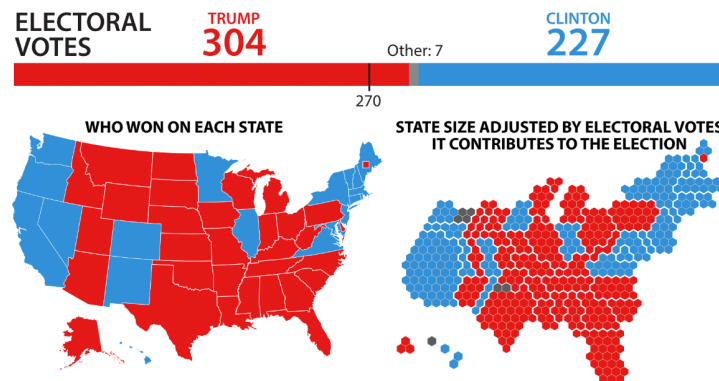 ELECTORAL
VOTES
TRUMP
304
Other: 7
CLINTON
227
270
WHO WON ON EACH STATE
STATE SIZE ADJUSTED BY ELECTORAL VOTES
IT CONTRIBUTES TO THE ELECTION